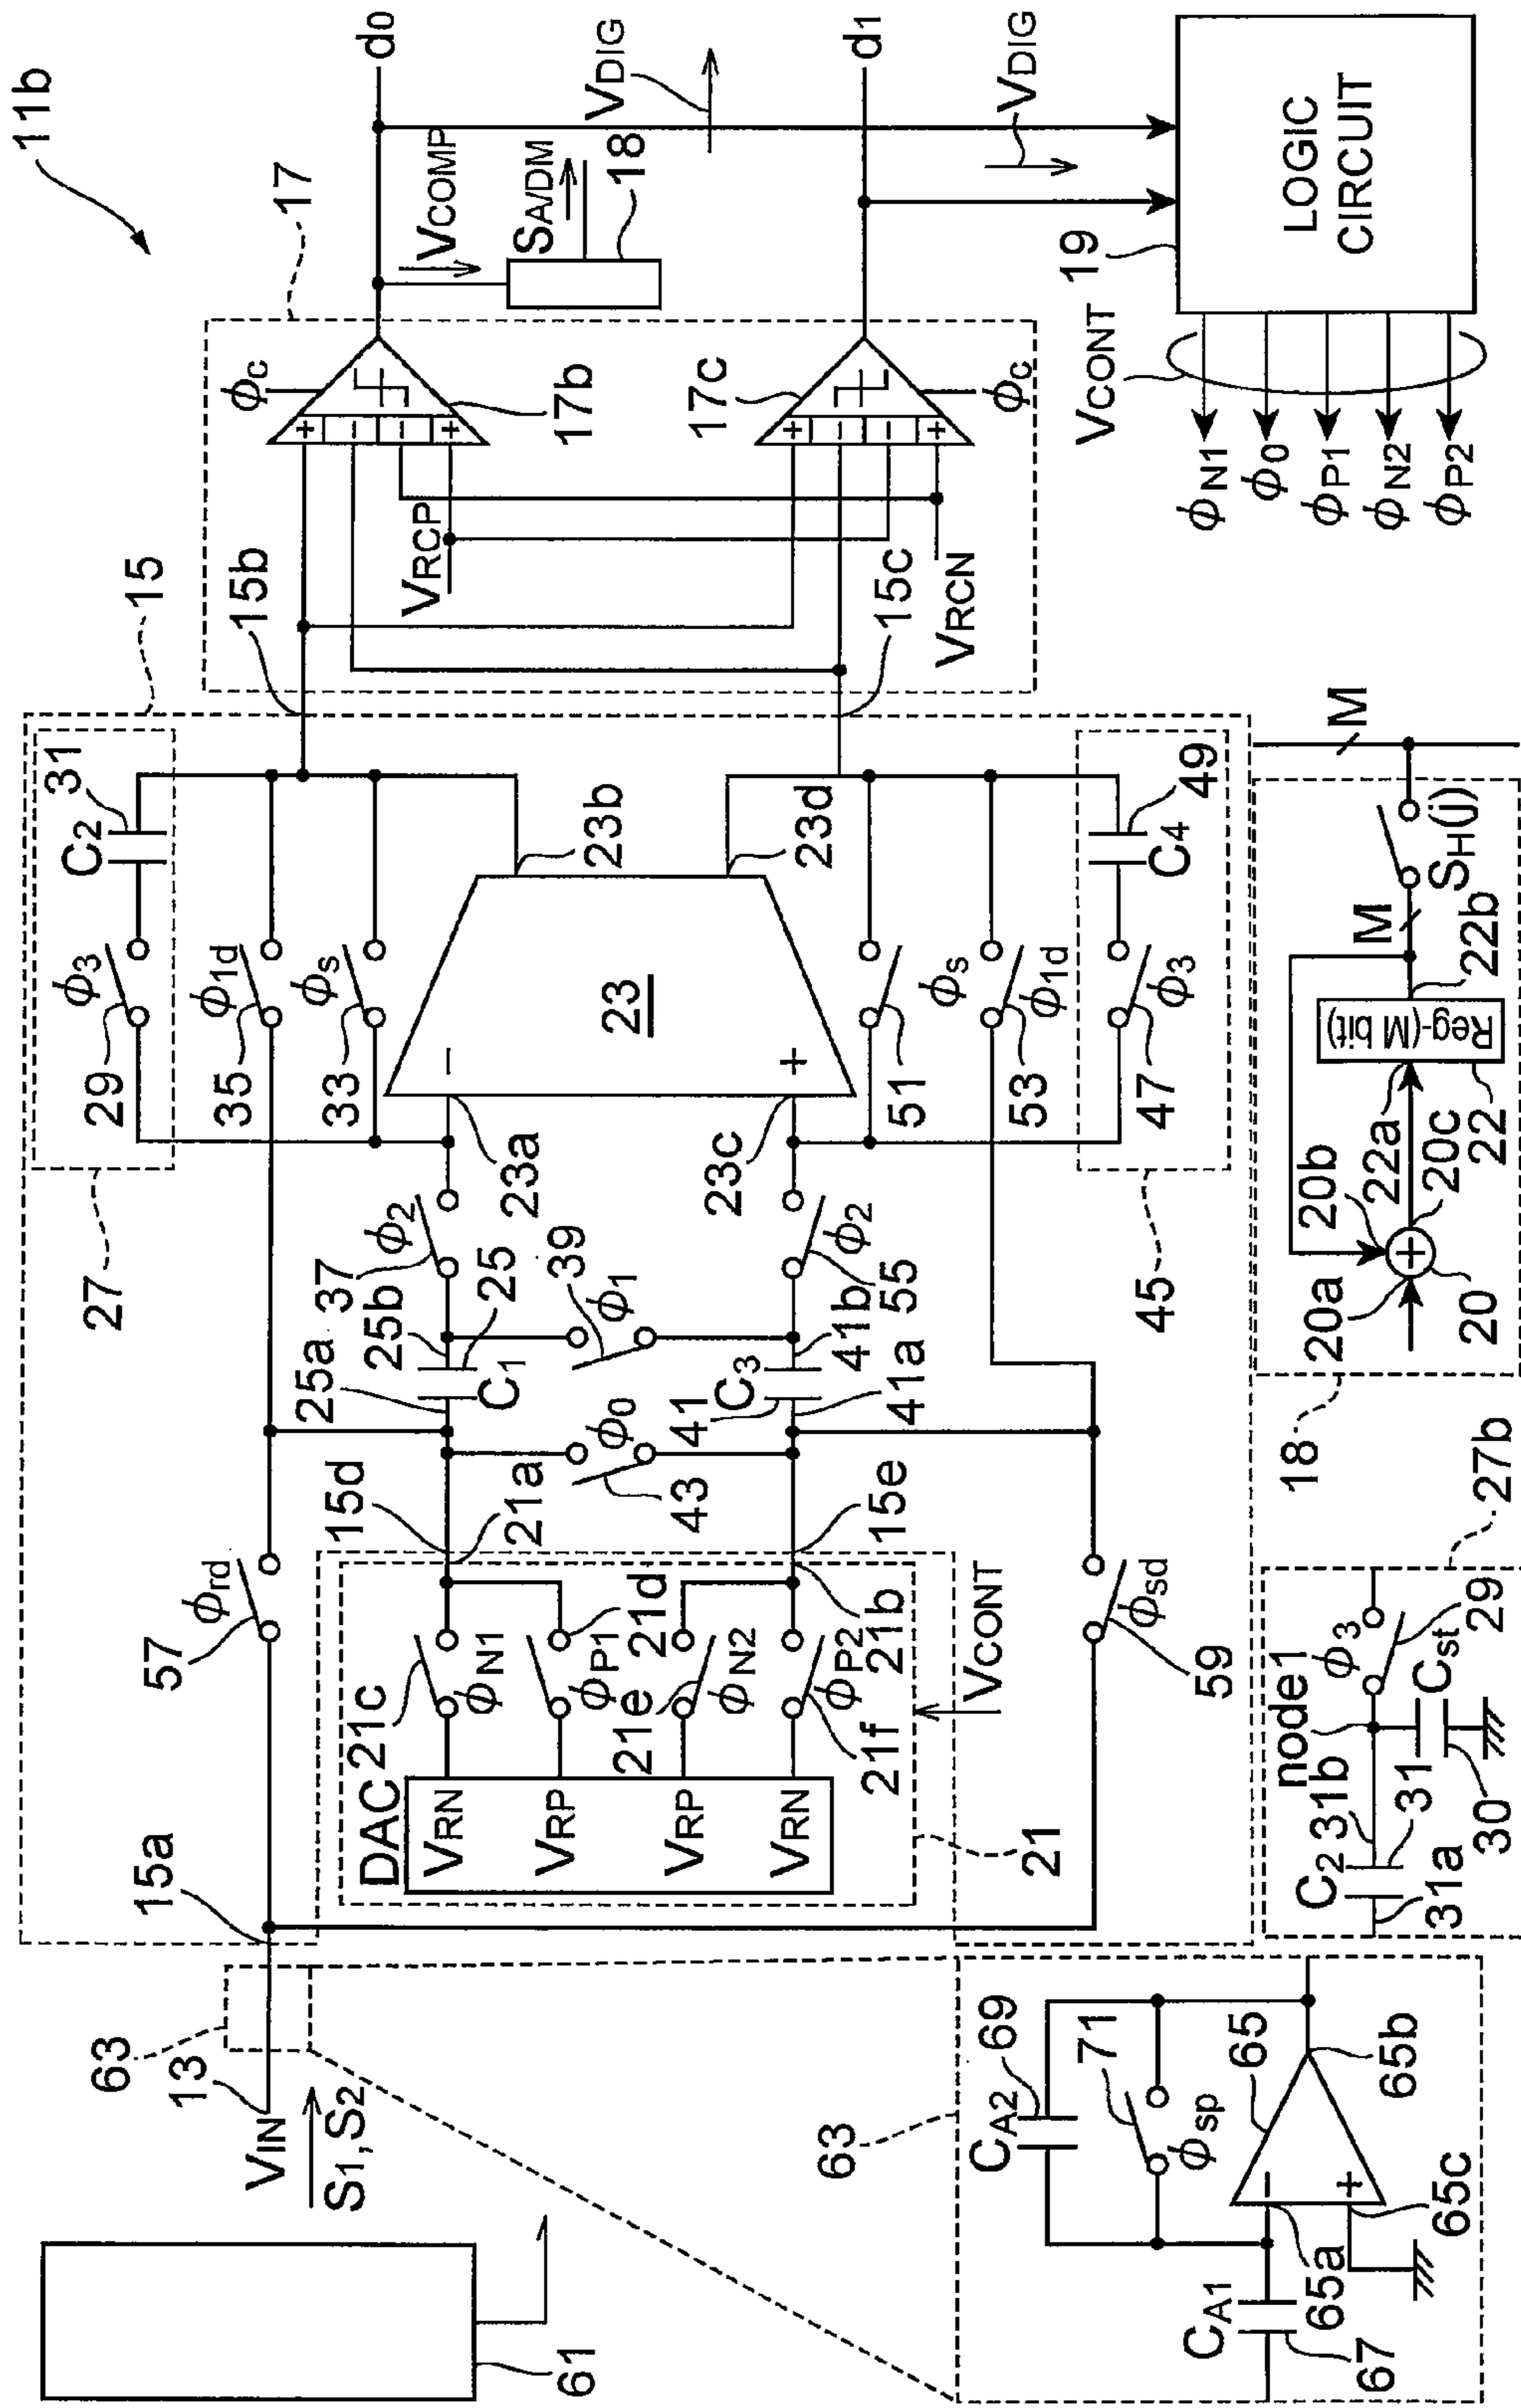 11b
63
13
VIN
S1,S2
61
15a
57
ϕrd
15
27
29
ϕ3
C2
31
35
ϕ1d
33
ϕs
15b
17
ϕc
17b
VCOMP
SA/DM
18
d0
VDIG
DAC
21c
VRN
ϕN1
VRP
ϕP1
21d
VRP
21e
ϕN2
VRN
21f
ϕP2
21b
21
VCONT
15d
21a
15e
43
ϕ0
25a
25b
25
C1
37
ϕ2
39
ϕ1
41
C3
41b
41a
55
ϕ2
23a
23c
−
+
23
23b
23d
51
ϕs
53
ϕ1d
47
ϕ3
C4
49
45
59
ϕsd
VRCP
VRCN
15c
+
−
−
+
17c
ϕc
+
−
−
+
d1
VDIG
19
LOGIC
CIRCUIT
VCONT
ϕN1
ϕ0
ϕP1
ϕN2
ϕP2
63
CA1
67
CA2
69
71
ϕsp
65
65a
65b
65c
−
+
27b
C2
31a
31b
31
node1
30
Cst
ϕ3
29
18
20a
20b
20
+
20c
22a
22
Reg-(M bit)
22b
M
SH(j)
M